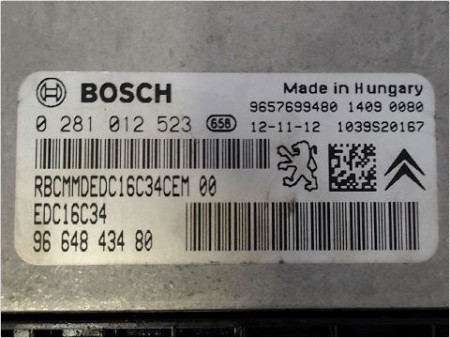 BOSCH
Made in Hungary
9657699480 1409 0080
0 281 012 523 658 12-11-12 1039S20167
RBCMMDEDC16C34CEM 00
EDC16C34
96 648 434 80